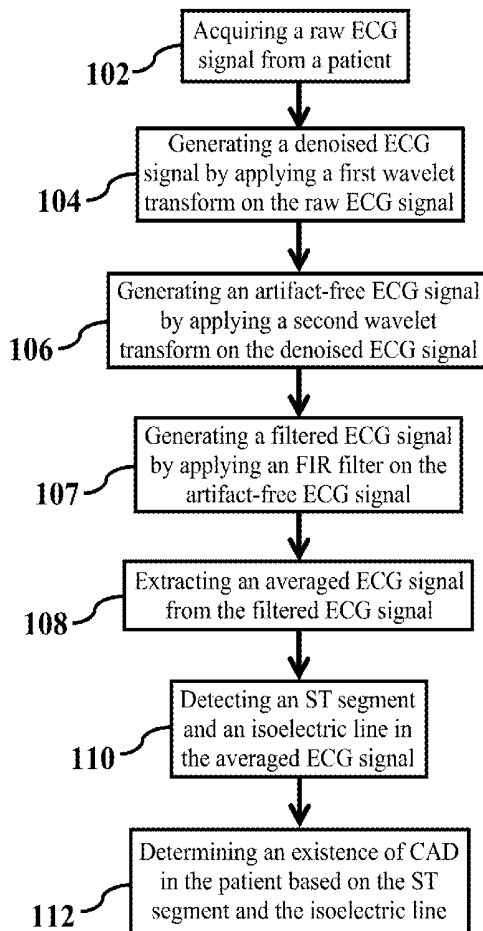 Acquiring a raw ECG
signal from a patient
102
Generating a denoised ECG
signal by applying a first wavelet
transform on the raw ECG signal
104
Generating an artifact-free ECG signal
by applying a second wavelet
transform on the denoised ECG signal
106
Generating a filtered ECG signal
by applying an FIR filter on the
artifact-free ECG signal
107
Extracting an averaged ECG signal
from the filtered ECG signal
108
Detecting an ST segment
and an isoelectric line in
the averaged ECG signal
110
Determining an existence of CAD
in the patient based on the ST
segment and the isoelectric line
112